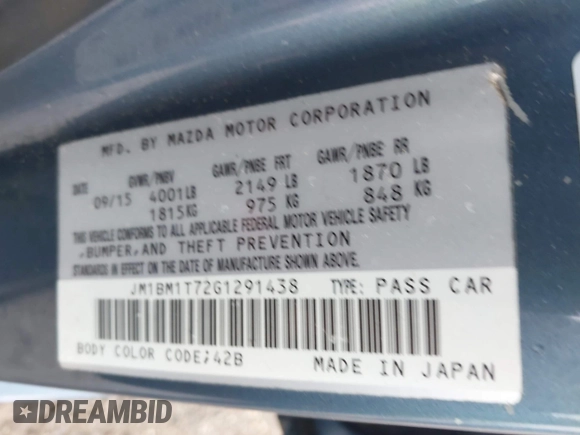 MFD. BY MAZDA MOTOR CORPORATION
GVWR/PNBV GAWR/PNBE FRT GAWR/PNBE RR
09/15 4001LB 2149 LB 1870 LB
1815KG 975 KG 848 KG
THIS VEHICLE CONFORMS TO ALL APPLICABLE FEDERAL MOTOR VEHICLE SAFETY
,BUMPER,AND THEFT PREVENTION
STANDARDS IN EFFECT ON THE DATE OF MANUFACTURE SHOWN ABOVE.
JM1BM1T72G1291438 TYPE: PASS CAR
BODY COLOR CODE;42B MADE IN JAPAN
DREAMBID